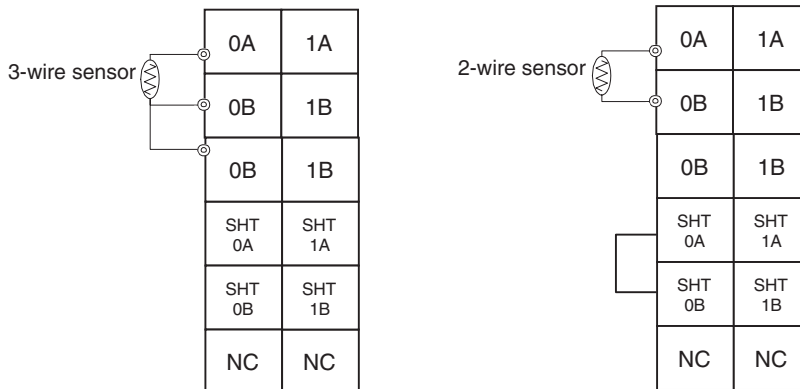 3-wire sensor
0A 1A
0B 1B
0B 1B
SHT 0A SHT 1A
SHT 0B SHT 1B
NC NC
2-wire sensor
0A 1A
0B 1B
0B 1B
SHT 0A SHT 1A
SHT 0B SHT 1B
NC NC